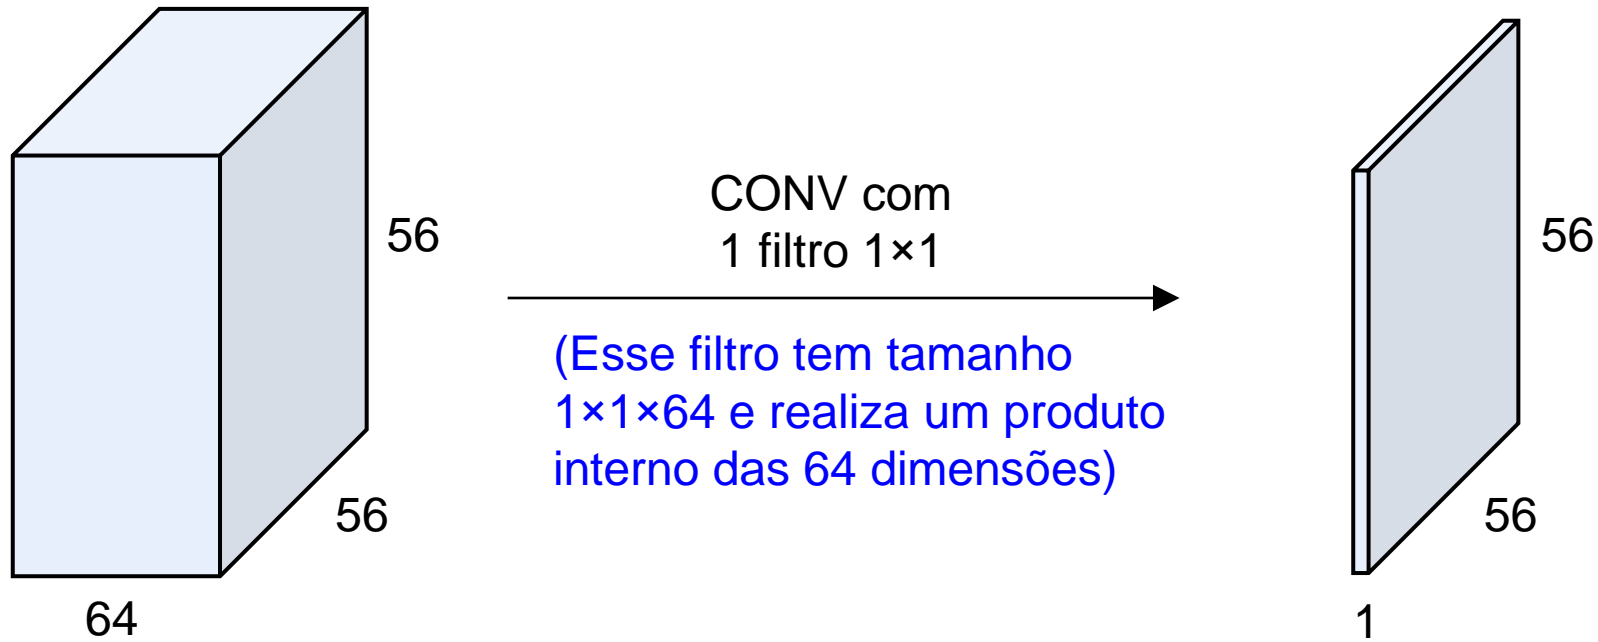 56
56
64
CONV com
1 filtro 1×1
(Esse filtro tem tamanho
1×1×64 e realiza um produto
interno das 64 dimensões)
56
56
1